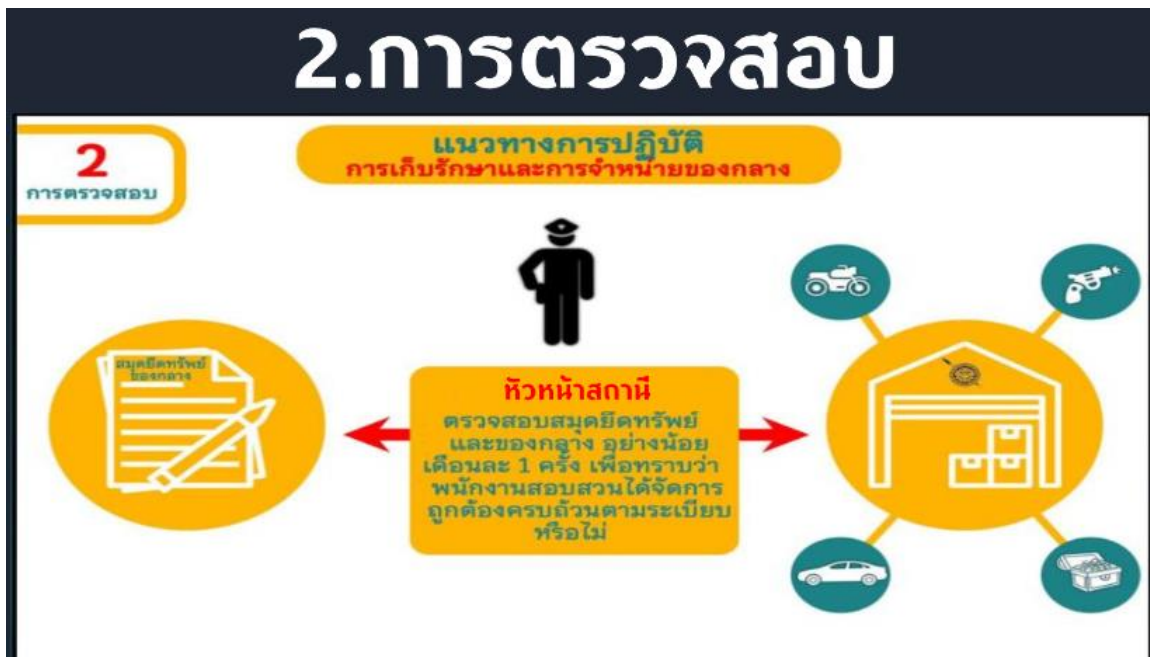 2.การตรวจสอบ
2
การตรวจสอบ
แนวทางการปฏิบัติ
การเก็บรักษาและการจำหน่ายของกลาง
สมุดยึดทรัพย์
ของกลาง
หัวหน้าสถานี
ตรวจสอบสมุดยึดทรัพย์
และของกลาง อย่างน้อย
เดือนละ 1 ครั้ง เพื่อทราบว่า
พนักงานสอบสวนได้จัดการ
ถูกต้องครบถ้วนตามระเบียบ
หรือไม่